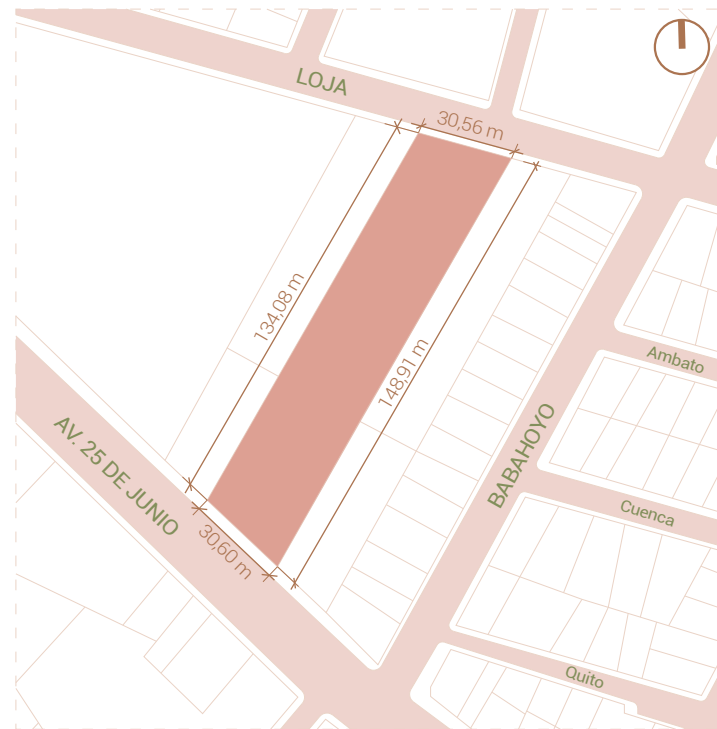 LOJA
30,56 m
134,08 m
148,91 m
Ambato
AV. 25 DE JUNIO
BABAHOYO
Cuenca
30,60 m
Quito